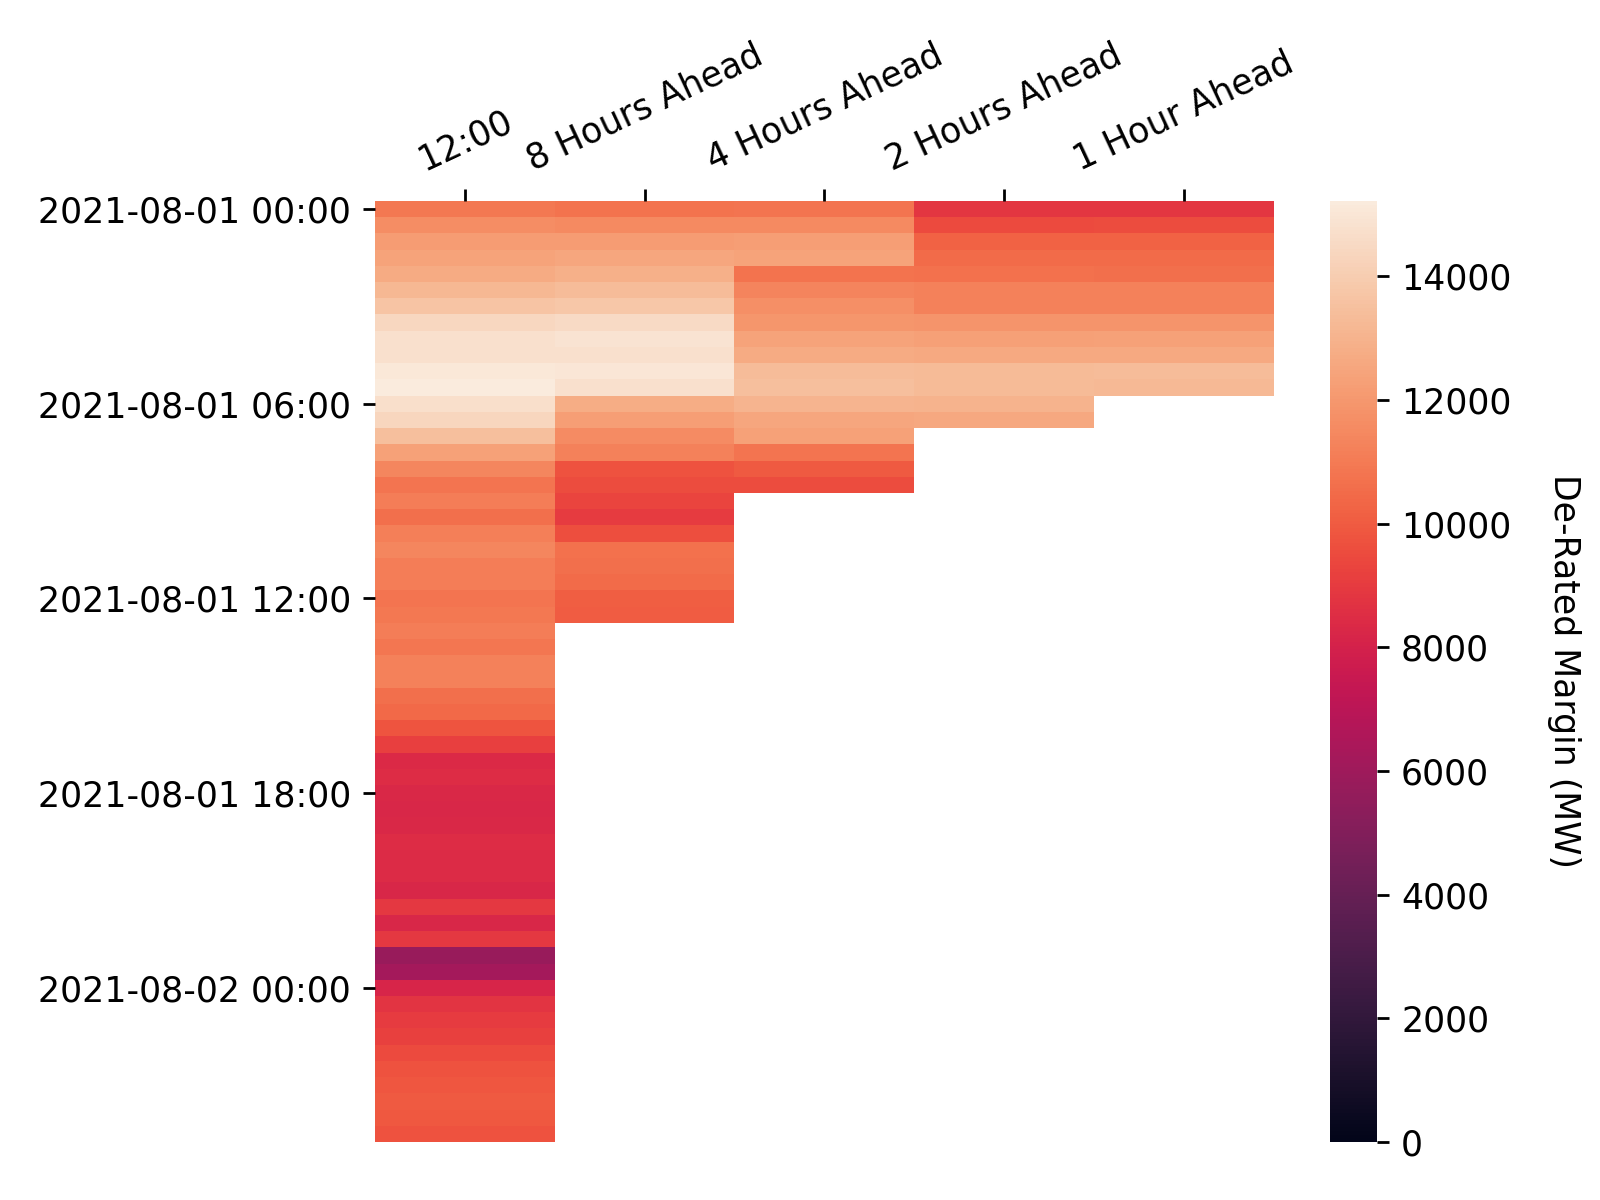 12:00
8 Hours Ahead
4 Hours Ahead
2 Hours Ahead
1 Hour Ahead
2021-08-01 00:00
2021-08-01 06:00
2021-08-01 12:00
2021-08-01 18:00
2021-08-02 00:00
14000
12000
10000
8000
6000
4000
2000
0
De-Rated Margin (MW)